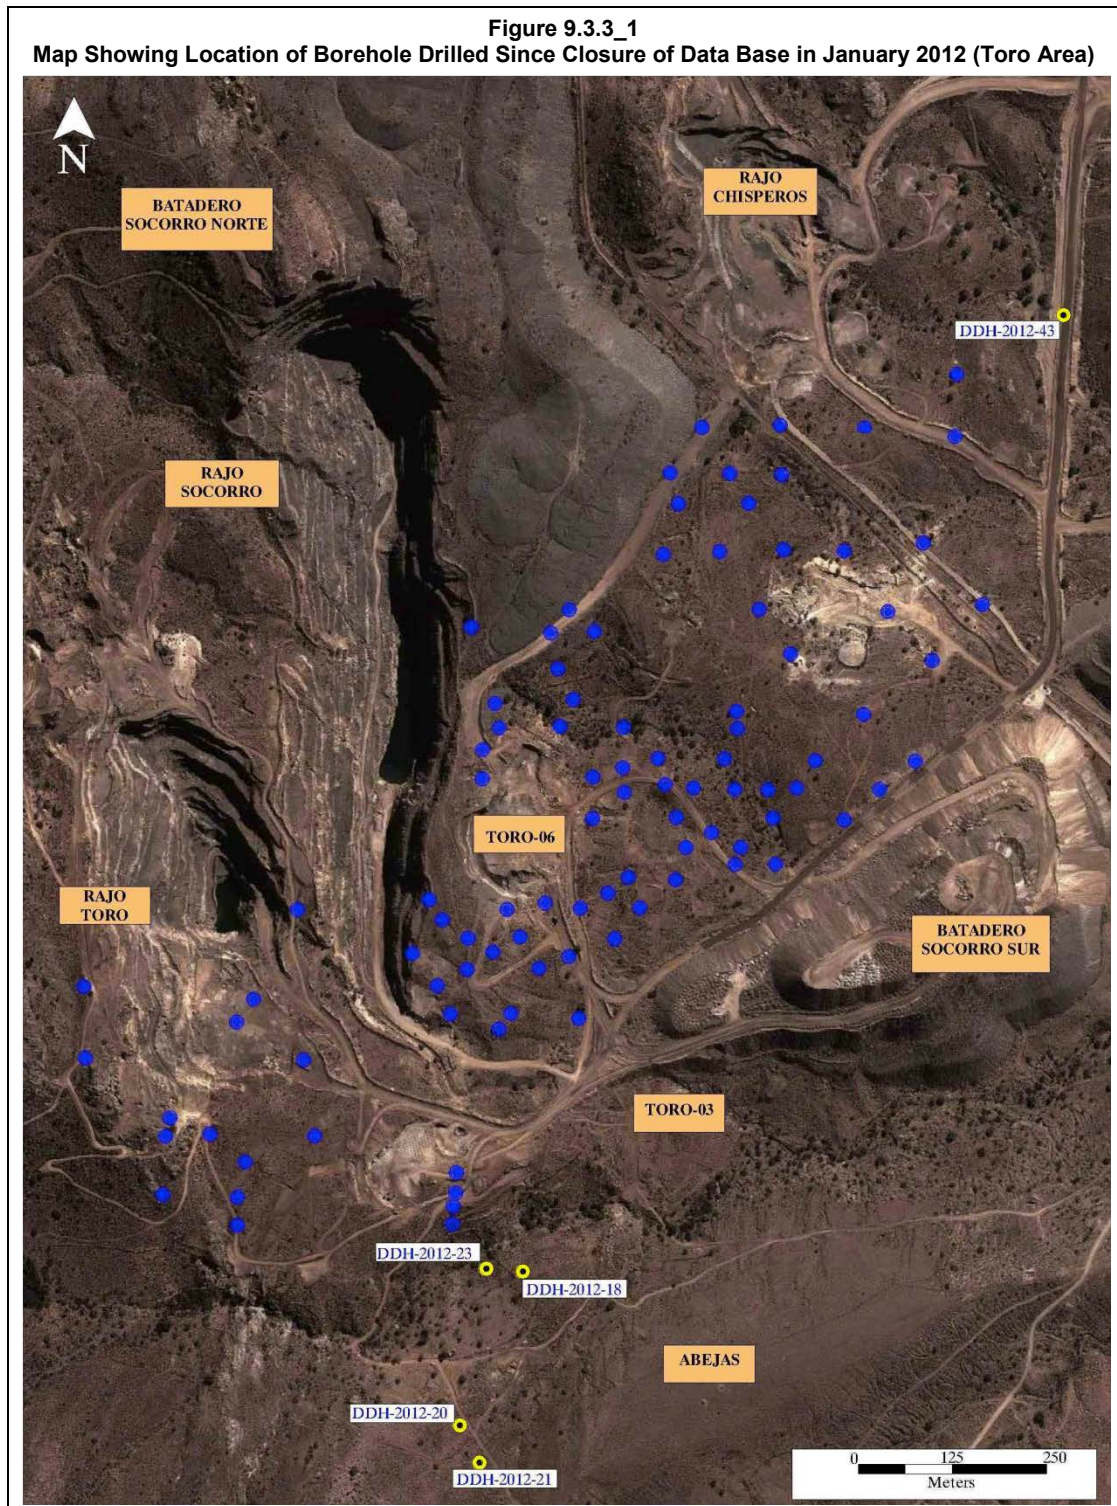 Figure 9.3.3_1
Map Showing Location of Borehole Drilled Since Closure of Data Base in January 2012 (Toro Area)
N
BATADERO
SOCORRO NORTE
RAJO
CHISPEROS
DDH-2012-43
RAJO
SOCORRO
TORO-06
RAJO
TORO
BATADERO
SOCORRO SUR
TORO-03
DDH-2012-23
DDH-2012-18
ABEJAS
DDH-2012-20
DDH-2012-21
0 125 250
Meters